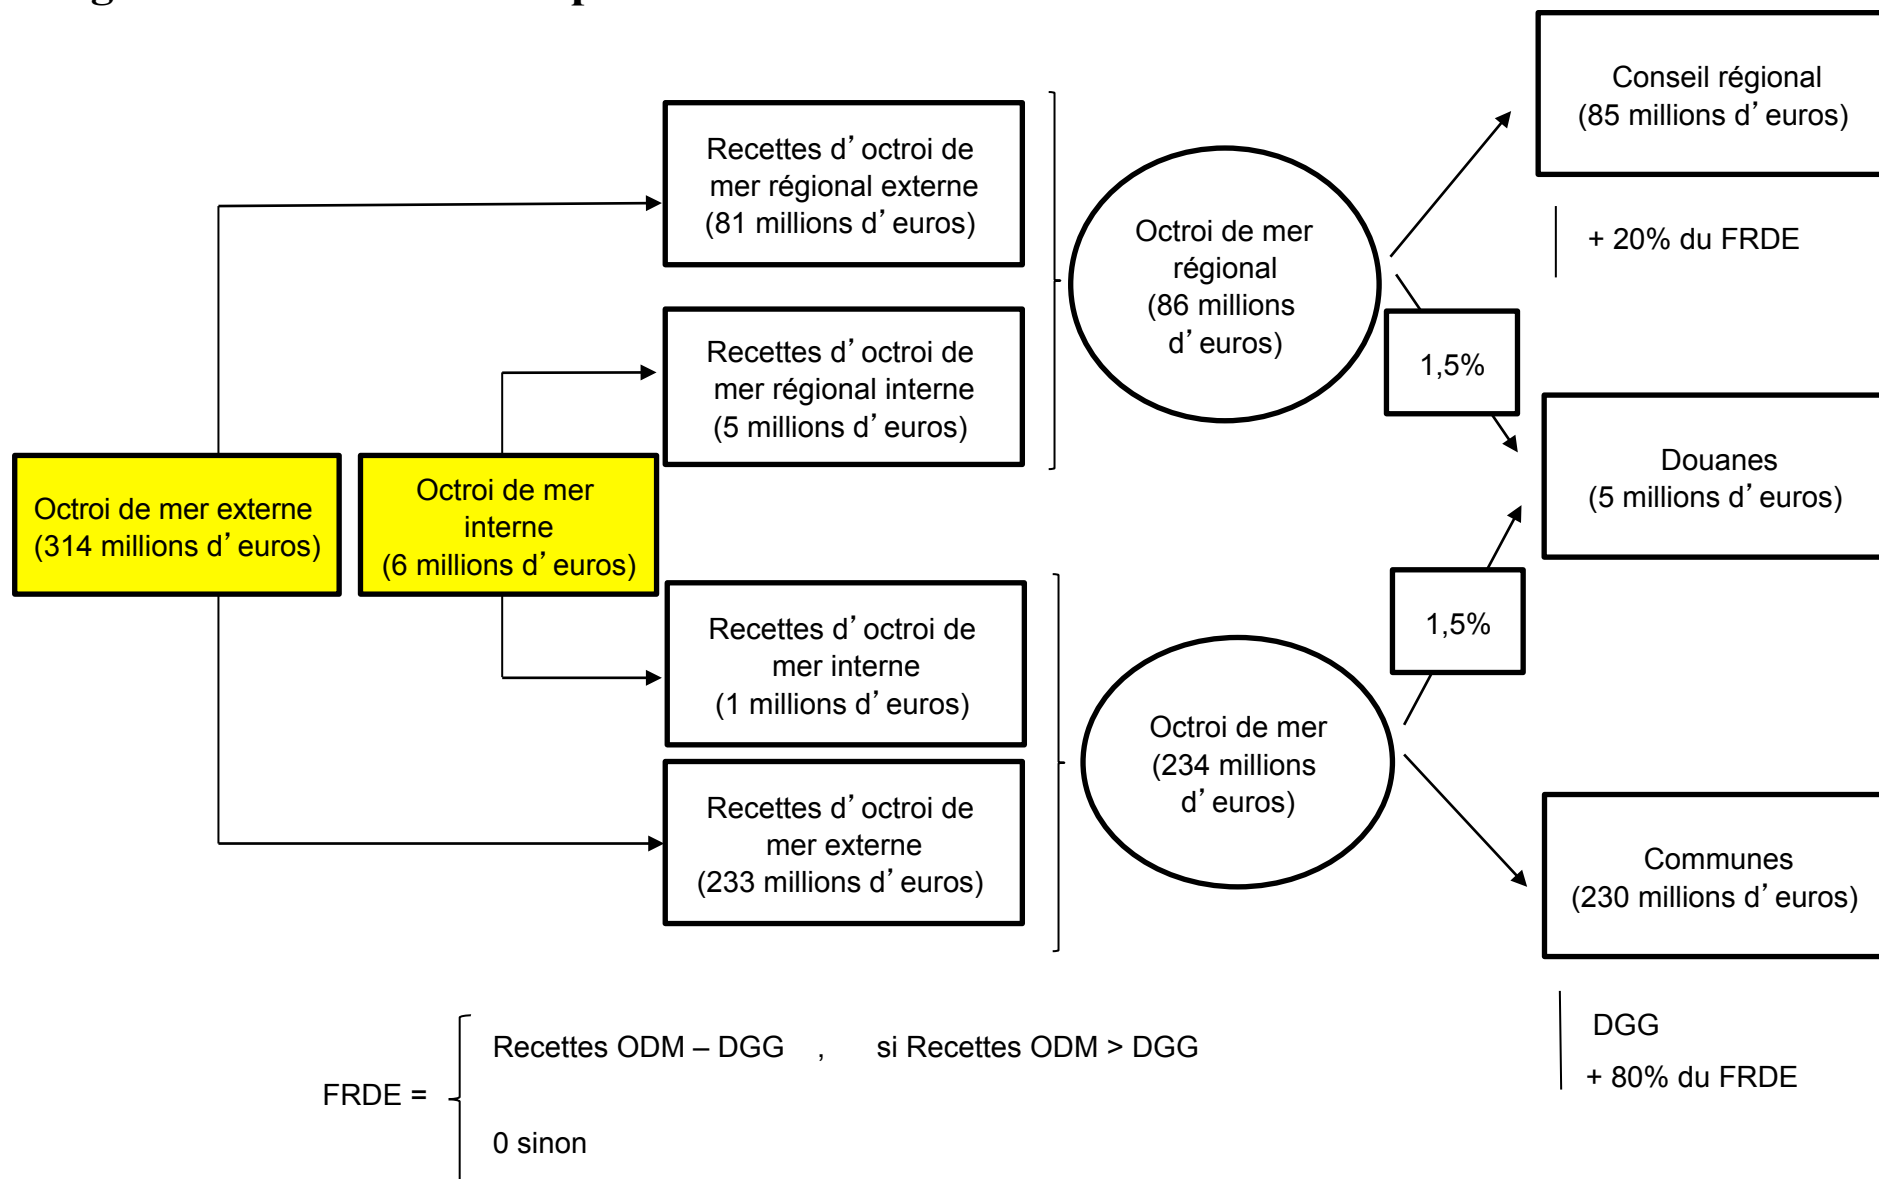 Conseil régional
(85 millions d’ euros)
+ 20% du FRDE
Recettes d’ octroi de
mer régional externe
(81 millions d’ euros)
Octroi de mer
régional
(86 millions
d’ euros)
1,5%
Recettes d’ octroi de
mer régional interne
(5 millions d’ euros)
Octroi de mer externe
(314 millions d’ euros)
Octroi de mer
interne
(6 millions d’ euros)
Douanes
(5 millions d’ euros)
Recettes d’ octroi de
mer interne
(1 millions d’ euros)
1,5%
Octroi de mer
(234 millions
d’ euros)
Recettes d’ octroi de
mer externe
(233 millions d’ euros)
Communes
(230 millions d’ euros)
DGG
+ 80% du FRDE
Recettes ODM – DGG , si Recettes ODM > DGG
FRDE =
0 sinon